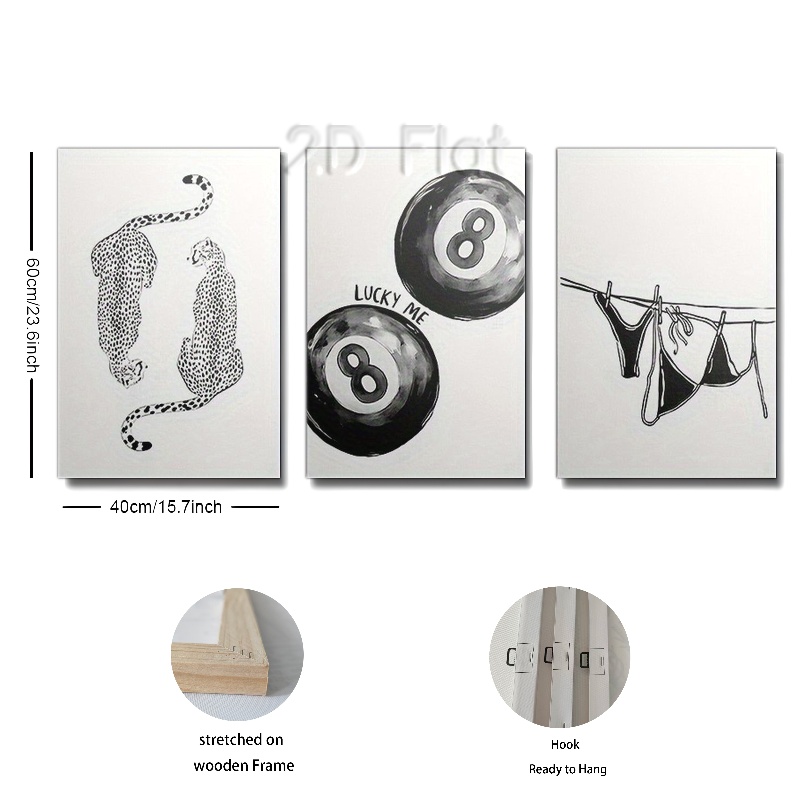 2D Flat
60cm/23.6inch
8
LUCKY ME
8
40cm/15.7inch
stretched on
wooden Frame
Hook
Ready to Hang